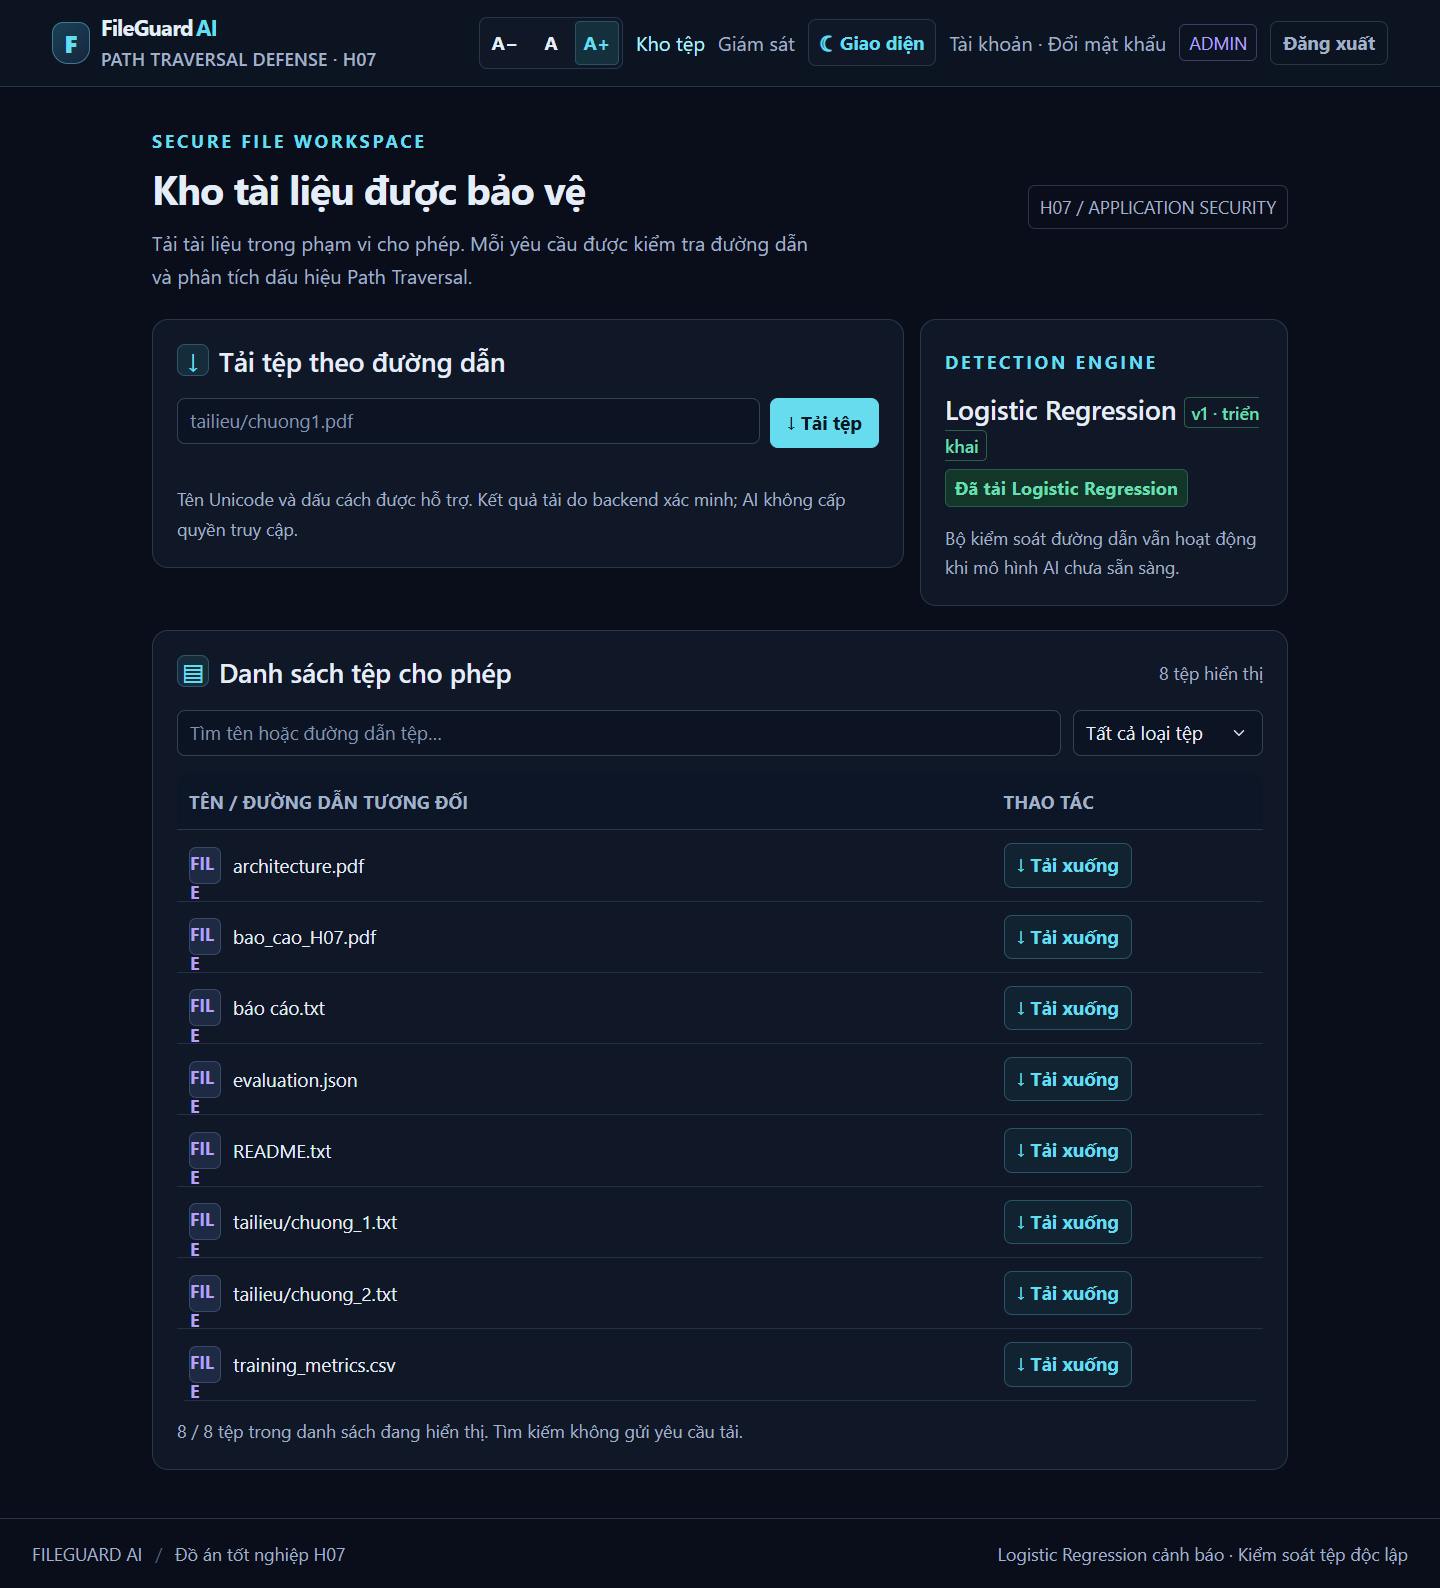 F
FileGuard AI
PATH TRAVERSAL DEFENSE · H07
A−
A
A+
Kho tệp
Giám sát
☾ Giao diện
Tài khoản · Đổi mật khẩu
ADMIN
Đăng xuất
SECURE FILE WORKSPACE
Kho tài liệu được bảo vệ
H07 / APPLICATION SECURITY
Tải tài liệu trong phạm vi cho phép. Mỗi yêu cầu được kiểm tra đường dẫn
và phân tích dấu hiệu Path Traversal.
↓ Tải tệp theo đường dẫn
tailieu/chuong1.pdf
↓ Tải tệp
Tên Unicode và dấu cách được hỗ trợ. Kết quả tải do backend xác minh; AI không cấp
quyền truy cập.
DETECTION ENGINE
Logistic Regression v1 · triển
khai
Đã tải Logistic Regression
Bộ kiểm soát đường dẫn vẫn hoạt động
khi mô hình AI chưa sẵn sàng.
▤ Danh sách tệp cho phép
8 tệp hiển thị
Tìm tên hoặc đường dẫn tệp...
Tất cả loại tệp
TÊN / ĐƯỜNG DẪN TƯƠNG ĐỐI
THAO TÁC
FIL
E
architecture.pdf
↓ Tải xuống
FIL
E
bao_cao_H07.pdf
↓ Tải xuống
FIL
E
báo cáo.txt
↓ Tải xuống
FIL
E
evaluation.json
↓ Tải xuống
FIL
E
README.txt
↓ Tải xuống
FIL
E
tailieu/chuong_1.txt
↓ Tải xuống
FIL
E
tailieu/chuong_2.txt
↓ Tải xuống
FIL
E
training_metrics.csv
↓ Tải xuống
8 / 8 tệp trong danh sách đang hiển thị. Tìm kiếm không gửi yêu cầu tải.
FILEGUARD AI / Đồ án tốt nghiệp H07
Logistic Regression cảnh báo · Kiểm soát tệp độc lập